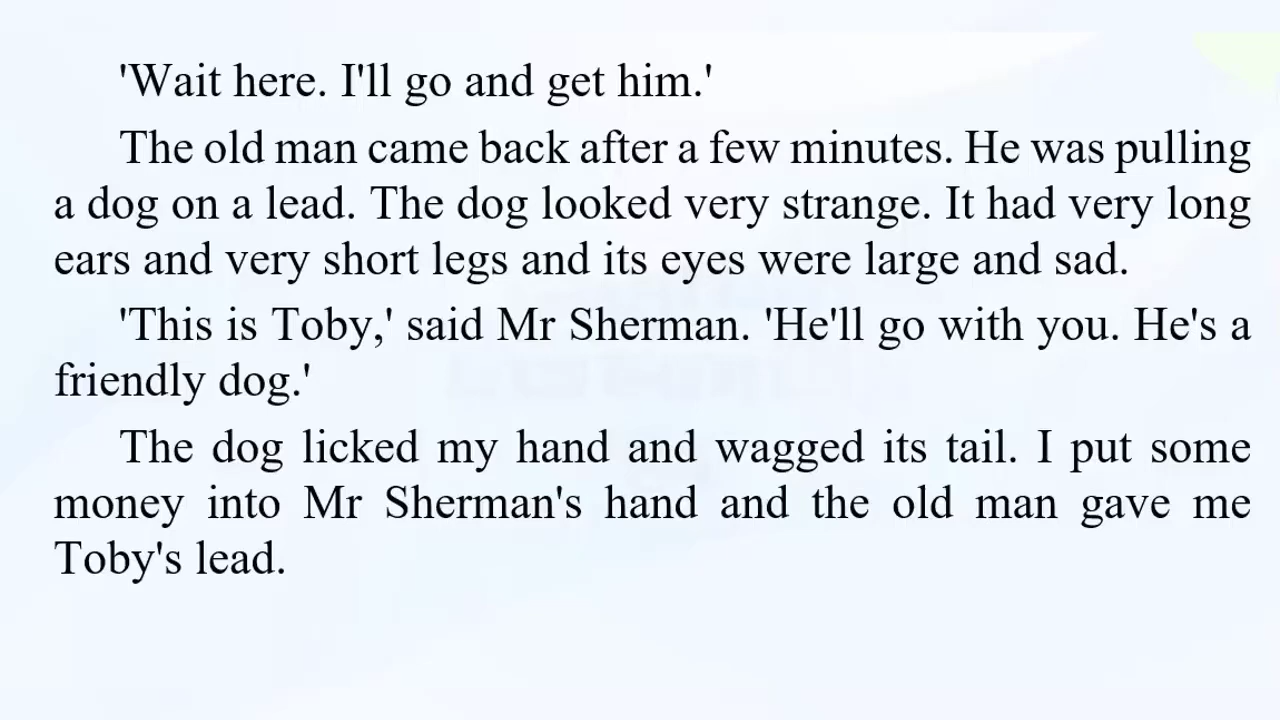 'Wait here. I'll go and get him.'
The old man came back after a few minutes. He was pulling
a dog on a lead. The dog looked very strange. It had very long
ears and very short legs and its eyes were large and sad.
'This is Toby,' said Mr Sherman. 'He'll go with you. He's a
friendly dog.'
The dog licked my hand and wagged its tail. I put some
money into Mr Sherman's hand and the old man gave me
Toby's lead.